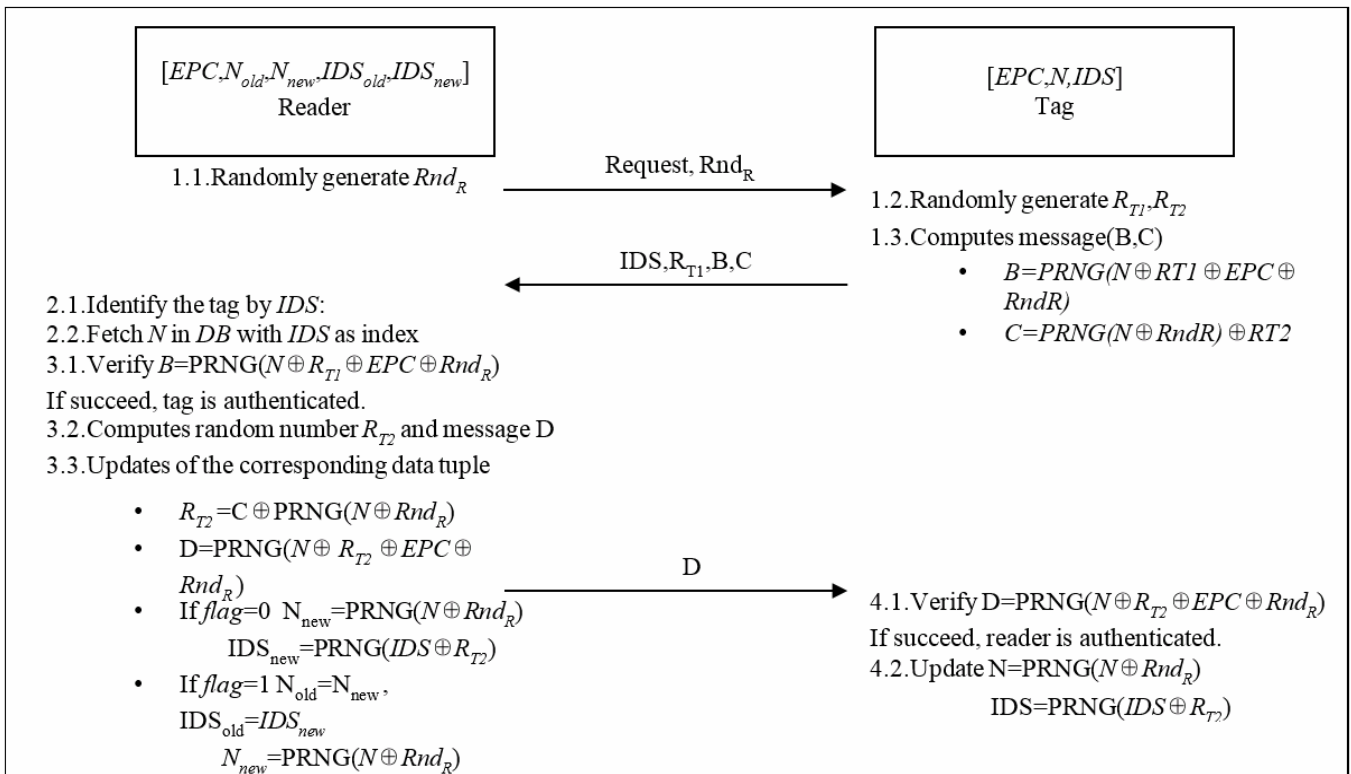 [EPC,N_old,N_new,IDS_old,IDS_new]
Reader
[EPC,N,IDS]
Tag
1.1.Randomly generate Rnd_R
Request, Rnd_R
1.2.Randomly generate R_T1,R_T2
1.3.Computes message(B,C)
• B=PRNG(N⊕RT1⊕EPC⊕
RndR)
• C=PRNG(N⊕RndR)⊕RT2
IDS,R_T1,B,C
2.1.Identify the tag by IDS:
2.2.Fetch N in DB with IDS as index
3.1.Verify B=PRNG(N⊕R_T1⊕EPC⊕Rnd_R)
If succeed, tag is authenticated.
3.2.Computes random number R_T2 and message D
3.3.Updates of the corresponding data tuple
• R_T2=C⊕PRNG(N⊕Rnd_R)
• D=PRNG(N⊕ R_T2 ⊕EPC⊕
Rnd_R)
• If flag=0 N_new=PRNG(N⊕Rnd_R)
IDS_new=PRNG(IDS⊕R_T2)
• If flag=1 N_old=N_new,
IDS_old=IDS_new
N_new=PRNG(N⊕Rnd_R)
D
4.1.Verify D=PRNG(N⊕R_T2⊕EPC⊕Rnd_R)
If succeed, reader is authenticated.
4.2.Update N=PRNG(N⊕Rnd_R)
IDS=PRNG(IDS⊕R_T2)